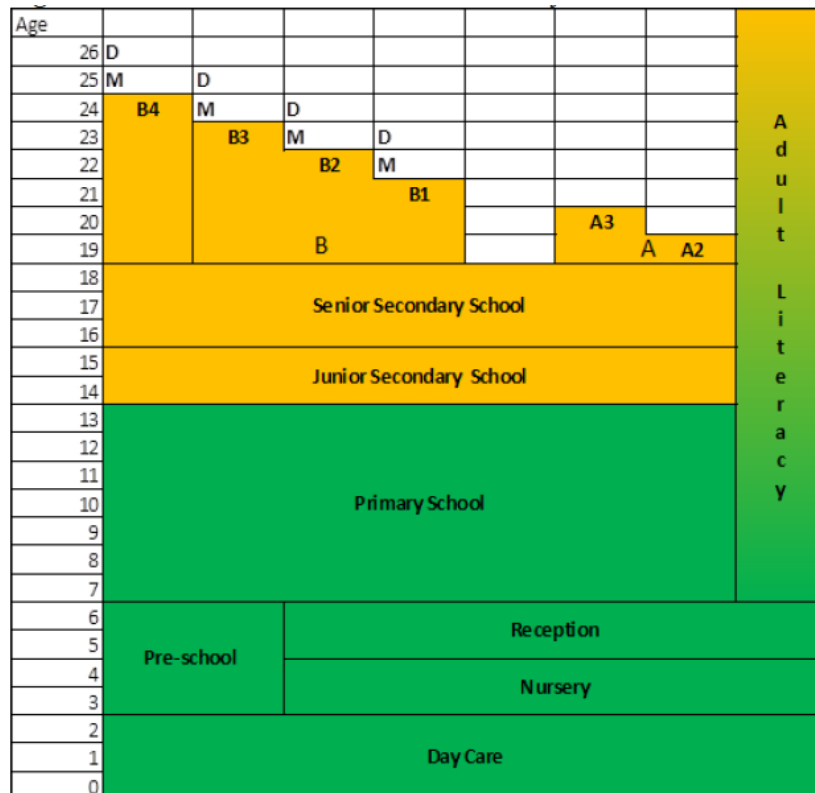 Age
26 D
25 M D
24 B4 M D
23 B3 M D
22 B2 M
21 B1
20 A3
19 B A A2
18
17 Senior Secondary School
16
15
14 Junior Secondary School
13
12
11
10 Primary School
9
8
7
6
5 Reception
Pre-school
4
3 Nursery
2
1 Day Care
0
Adult Literacy